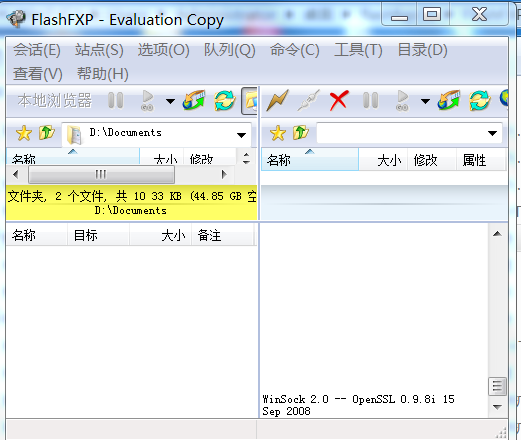 FlashFXP - Evaluation Copy
会话(E) 站点(S) 选项(O) 队列(Q) 命令(C) 工具(T) 目录(D)
查看(V) 帮助(H)
本地浏览器
D:\Documents
名称 大小 修改
名称 大小 修改 属性
文件夹, 2 个文件, 共 10 33 KB (44.85 GB 空
D:\Documents
名称 目标 大小 备注
WinSock 2.0 -- OpenSSL 0.9.8i 15
Sep 2008